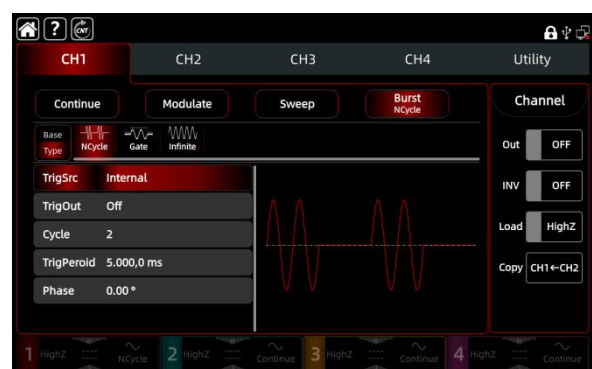 ? CNT
CH1 CH2 CH3 CH4 Utility
Continue Modulate Sweep Burst NCycle Channel
Base Type NCycle Gate Infinite
Out OFF
TrigSrc Internal
INV OFF
TrigOut Off
Load HighZ
Cycle 2
TrigPeroid 5.000,0 ms
Copy CH1←CH2
Phase 0.00 °
1 HighZ NCycle 2 HighZ Continue 3 HighZ Continue 4 HighZ Continue